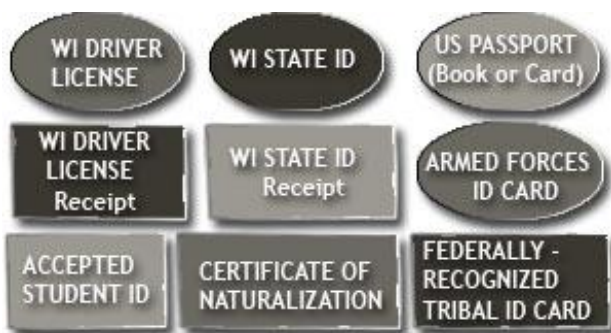 WI DRIVER
LICENSE
WI STATE ID
US PASSPORT
(Book or Card)
WI DRIVER
LICENSE
Receipt
WI STATE ID
Receipt
ARMED FORCES
ID CARD
ACCEPTED
STUDENT ID
CERTIFICATE OF
NATURALIZATION
FEDERALLY -
RECOGNIZED
TRIBAL ID CARD